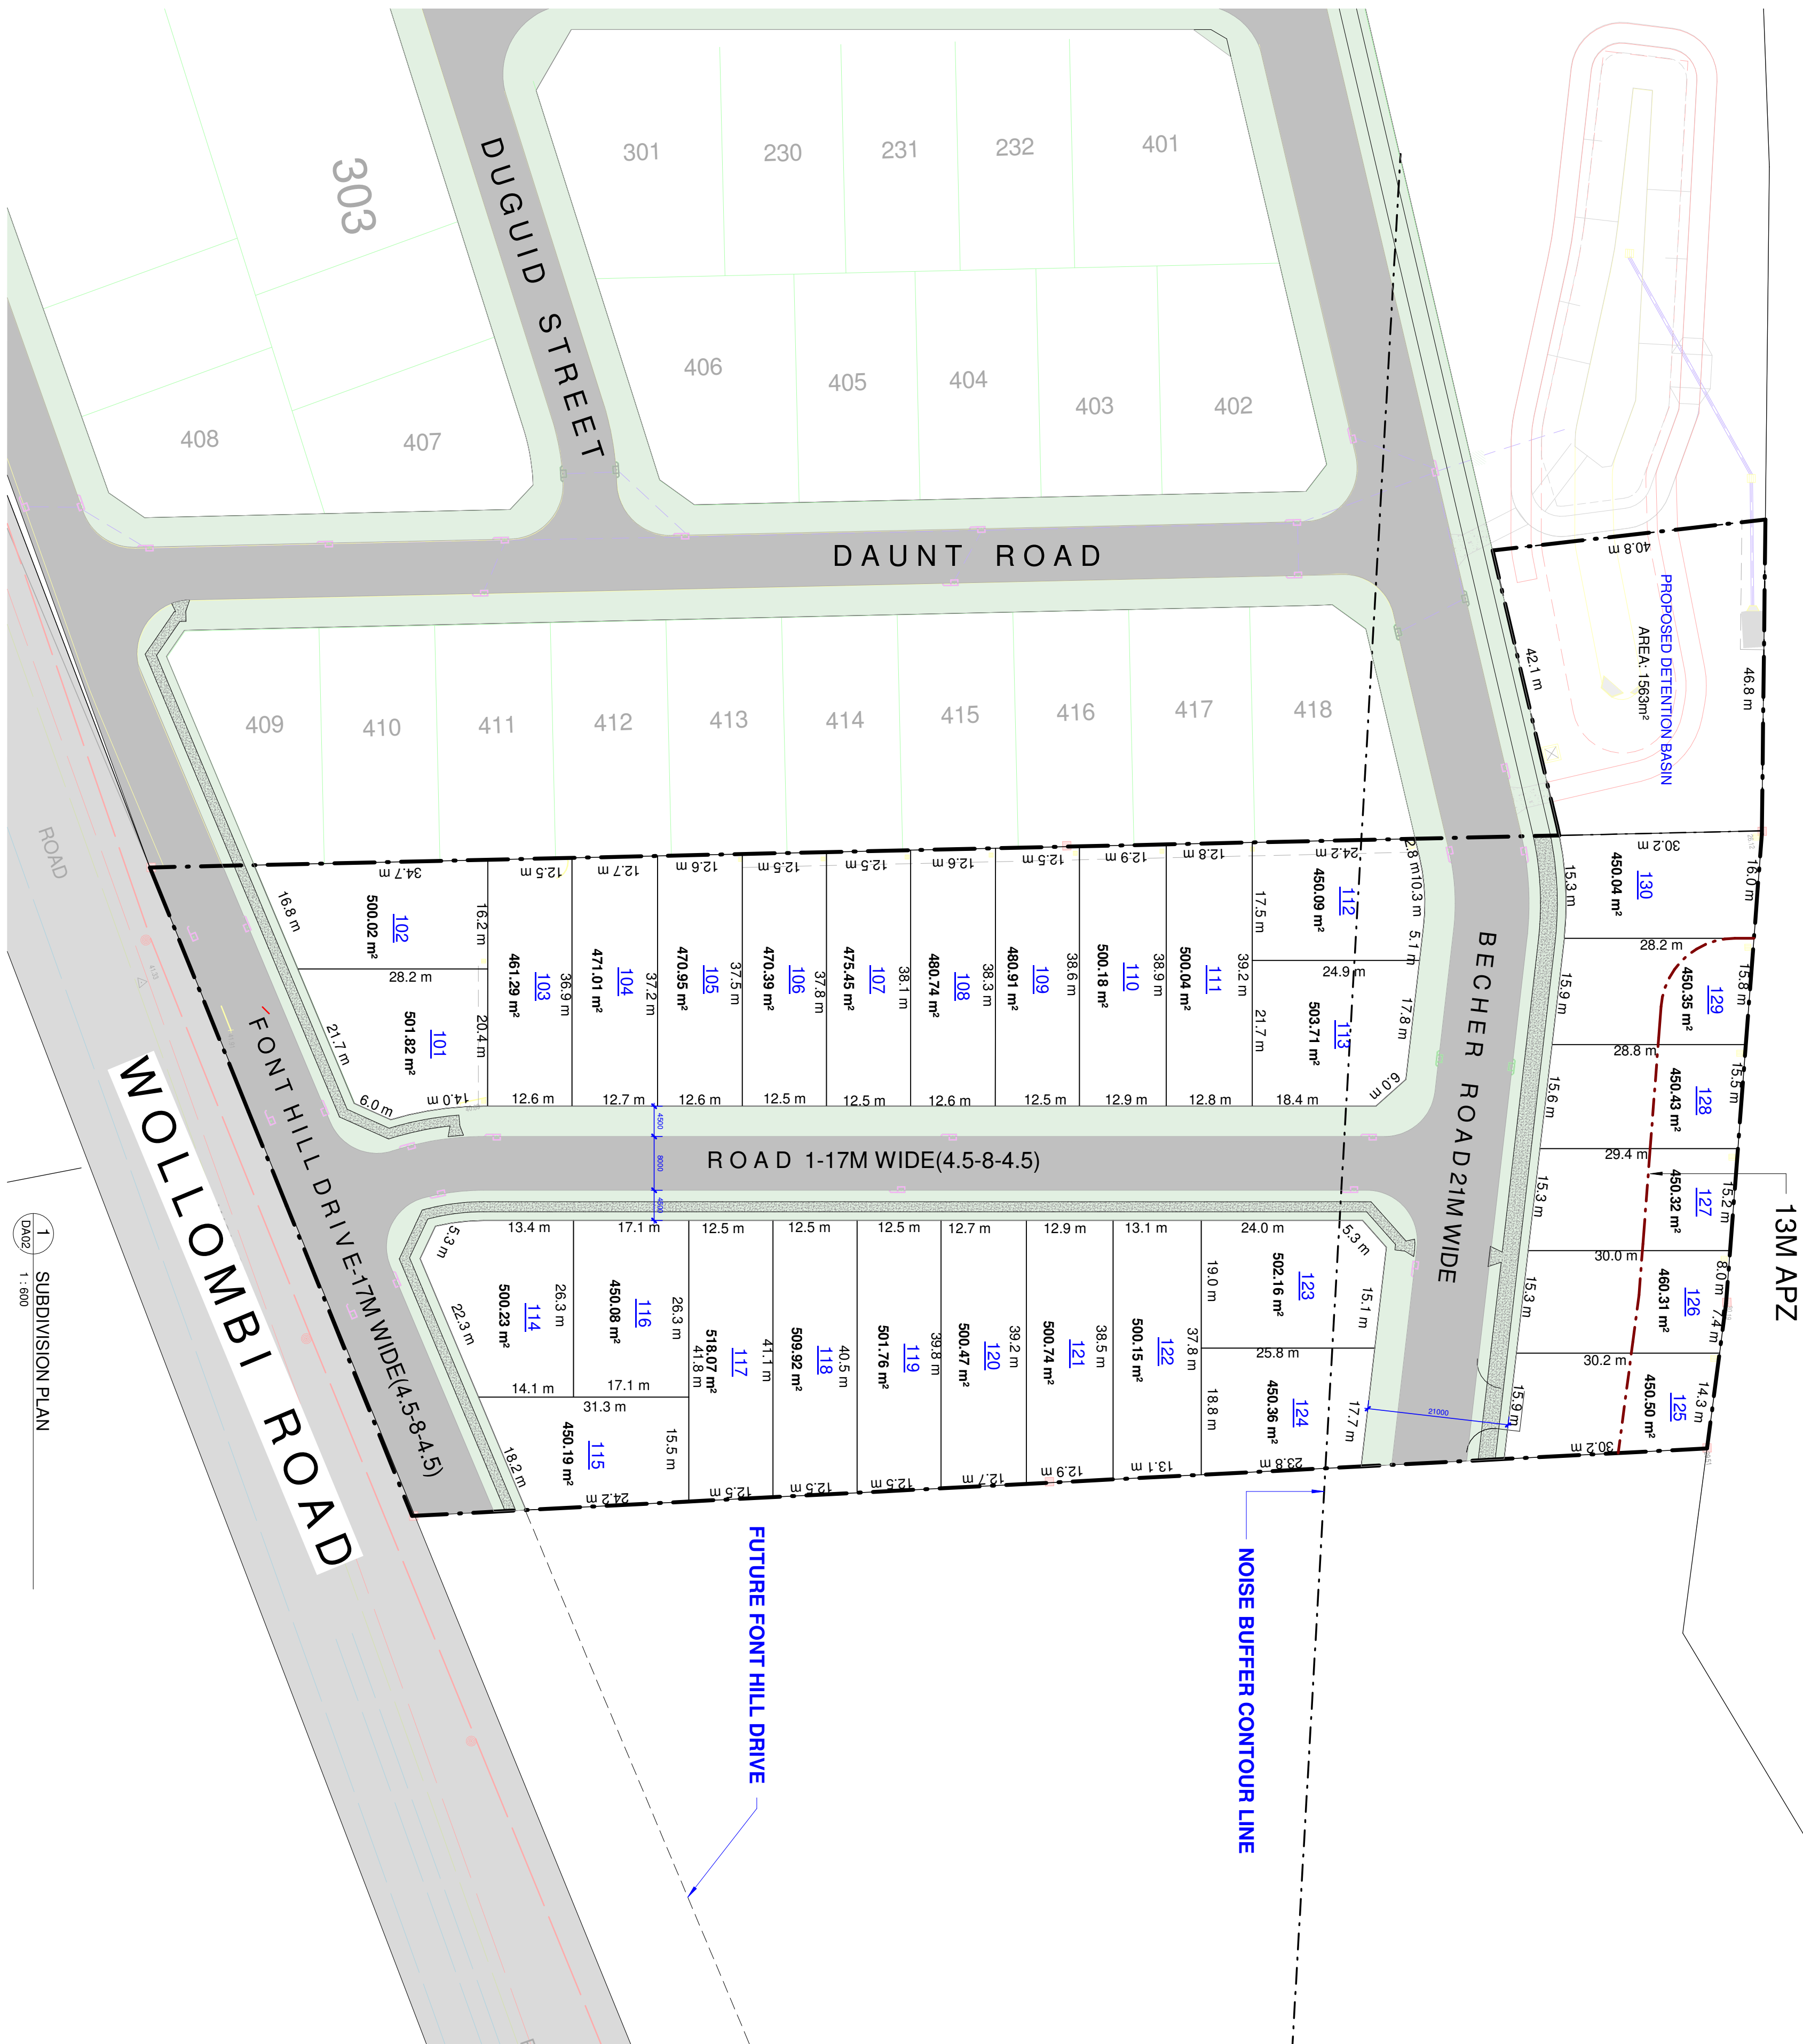 303
DUGUID STREET
301
230
231
232
401
406
405
404
403
402
408
407
DAUNT ROAD
409
410
411
412
413
414
415
416
417
418
40.8 m
PROPOSED DETENTION BASIN
AREA: 1563m²
42.1 m
46.8 m
30.2 m
130
450.04 m²
15.3 m
16.0 m
28.2 m
129
450.35 m²
15.9 m
15.8 m
28.8 m
128
450.43 m²
15.6 m
15.5 m
29.4 m
127
450.32 m²
15.3 m
15.2 m
30.0 m
126
460.31 m²
15.3 m
8.0 m
7.4 m
30.2 m
125
450.50 m²
15.9 m
14.3 m
30.2 m
13M APZ
34.7 m
102
500.02 m²
16.8 m
16.2 m
28.2 m
101
501.82 m²
21.7 m
20.4 m
6.0 m
14.0 m
12.5 m
103
461.29 m²
36.9 m
12.6 m
12.7 m
104
471.01 m²
37.2 m
12.7 m
12.6 m
105
470.95 m²
37.5 m
12.6 m
12.5 m
106
470.39 m²
37.8 m
12.5 m
12.5 m
107
475.45 m²
38.1 m
12.5 m
12.6 m
108
480.74 m²
38.3 m
12.6 m
12.5 m
109
480.91 m²
38.6 m
12.5 m
12.9 m
110
500.18 m²
38.9 m
12.9 m
12.8 m
111
500.04 m²
39.2 m
12.8 m
24.2 m
2.8 m
10.3 m
5.1 m
112
450.09 m²
17.5 m
24.9 m
113
503.71 m²
21.7 m
17.8 m
6.0 m
18.4 m
BECHER ROAD 21M WIDE
4500
8000
4500
ROAD 1-17M WIDE(4.5-8-4.5)
FONT HILL DRIVE-17M WIDE(4.5-8-4.5)
WOLLOMBI ROAD
ROAD
5.3 m
13.4 m
114
500.23 m²
26.3 m
22.3 m
14.1 m
17.1 m
116
450.08 m²
26.3 m
17.1 m
31.3 m
115
450.19 m²
15.5 m
18.2 m
24.2 m
12.5 m
117
518.07 m²
41.8 m
41.1 m
12.5 m
12.5 m
118
509.92 m²
40.5 m
12.5 m
12.5 m
119
501.76 m²
39.8 m
12.5 m
12.7 m
120
500.47 m²
39.2 m
12.7 m
12.9 m
121
500.74 m²
38.5 m
12.9 m
13.1 m
122
500.15 m²
37.8 m
13.1 m
24.0 m
5.3 m
123
502.16 m²
19.0 m
15.1 m
25.8 m
124
450.36 m²
18.8 m
17.7 m
23.8 m
21000
FUTURE FONT HILL DRIVE
NOISE BUFFER CONTOUR LINE
1
DA02
SUBDIVISION PLAN
1 : 600